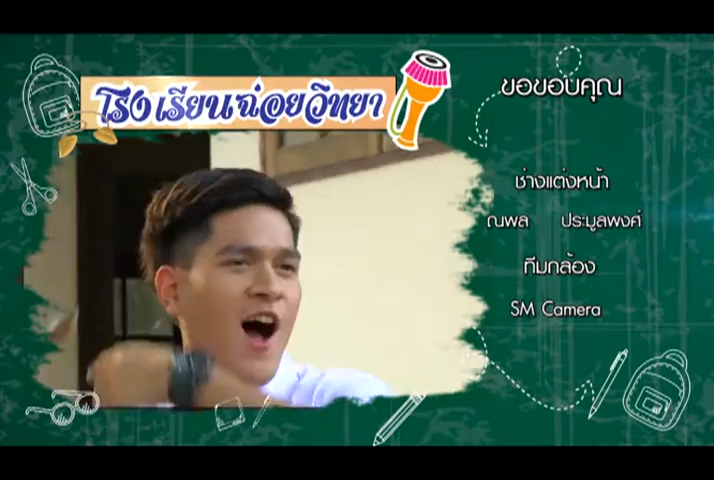 โรงเรียนฉ่อยวิทยา
ขอขอบคุณ
ช่างแต่งหน้า
ณพล ประมูลพงศ์
ทีมกล้อง
SM Camera